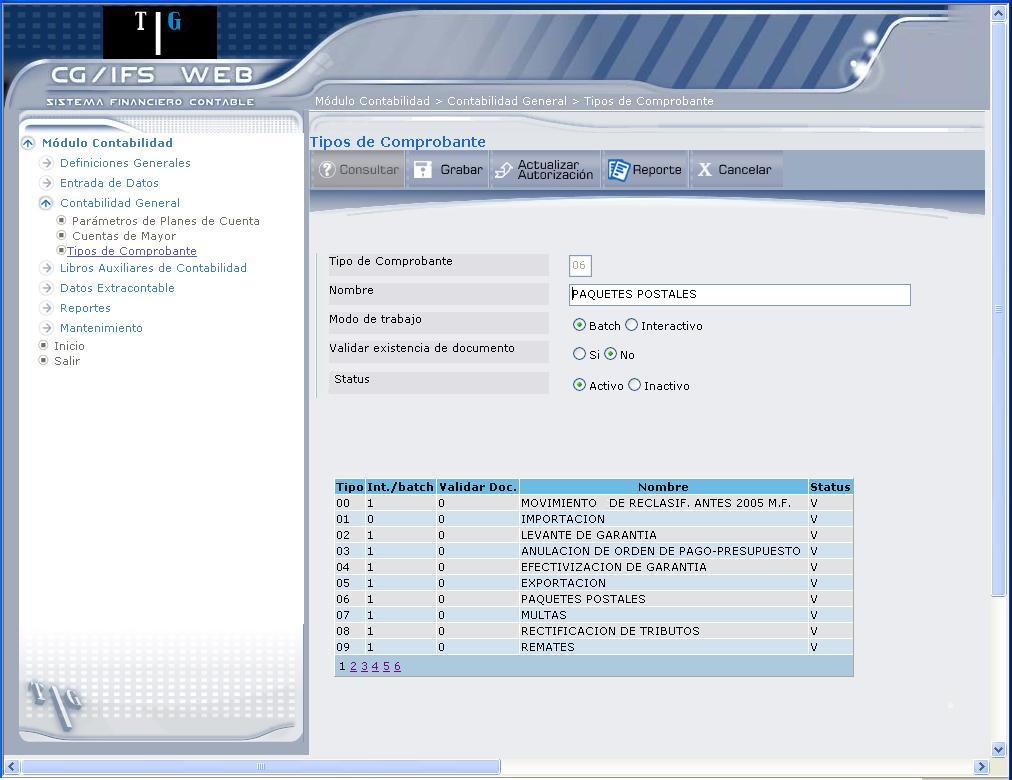 T G
CG/IFS WEB
SISTEMA FINANCIERO CONTABLE
Módulo Contabilidad > Contabilidad General > Tipos de Comprobante
Módulo Contabilidad
Definiciones Generales
Entrada de Datos
Contabilidad General
Parámetros de Planes de Cuenta
Cuentas de Mayor
Tipos de Comprobante
Libros Auxiliares de Contabilidad
Datos Extracontable
Reportes
Mantenimiento
Inicio
Salir
T G
Tipos de Comprobante
? Consultar Grabar Actualizar Autorización Reporte X Cancelar
Tipo de Comprobante 06
Nombre PAQUETES POSTALES
Modo de trabajo Batch Interactivo
Validar existencia de documento Si No
Status Activo Inactivo
Tipo Int./batch Validar Doc. Nombre Status
00 1 0 MOVIMIENTO DE RECLASIF. ANTES 2005 M.F. V
01 0 0 IMPORTACION V
02 1 0 LEVANTE DE GARANTIA V
03 1 0 ANULACION DE ORDEN DE PAGO-PRESUPUESTO V
04 1 0 EFECTIVIZACION DE GARANTIA V
05 1 0 EXPORTACION V
06 1 0 PAQUETES POSTALES V
07 1 0 MULTAS V
08 1 0 RECTIFICACION DE TRIBUTOS V
09 1 0 REMATES V
1 2 3 4 5 6